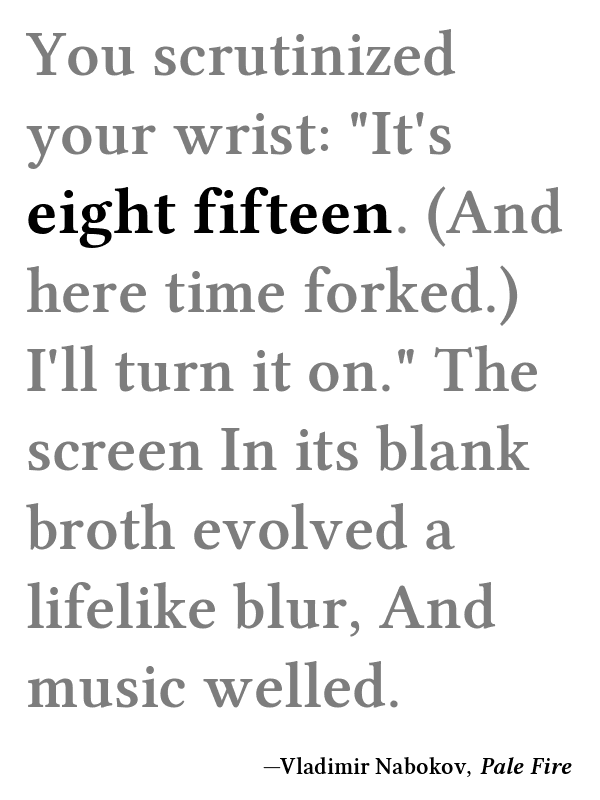 You scrutinized
your wrist: "It's
eight fifteen. (And
here time forked.)
I'll turn it on." The
screen In its blank
broth evolved a
lifelike blur, And
music welled.
—Vladimir Nabokov, Pale Fire